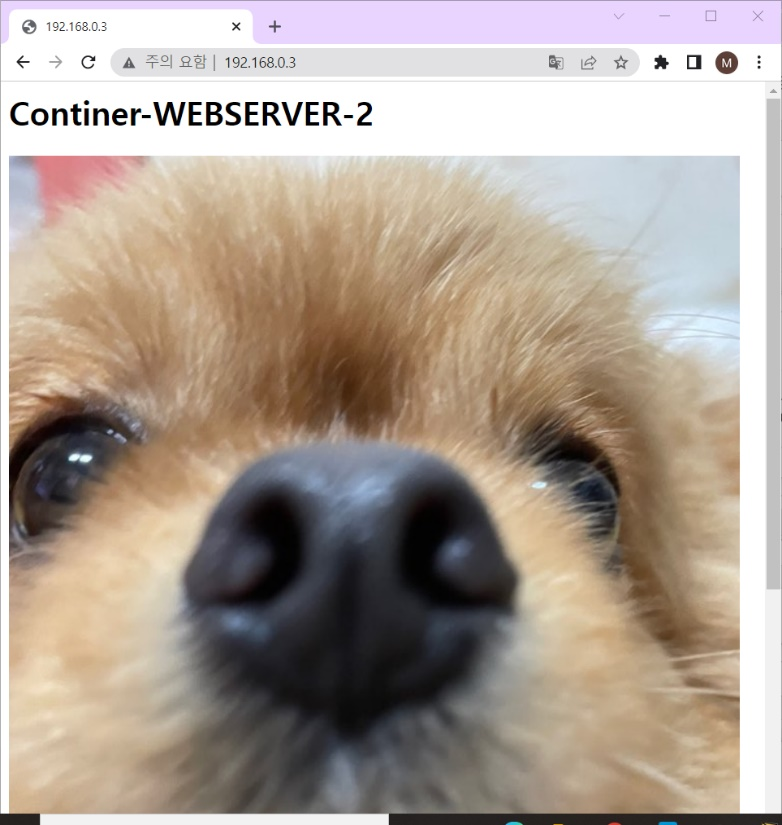 192.168.0.3
주의 요함 | 192.168.0.3
M
Continer-WEBSERVER-2